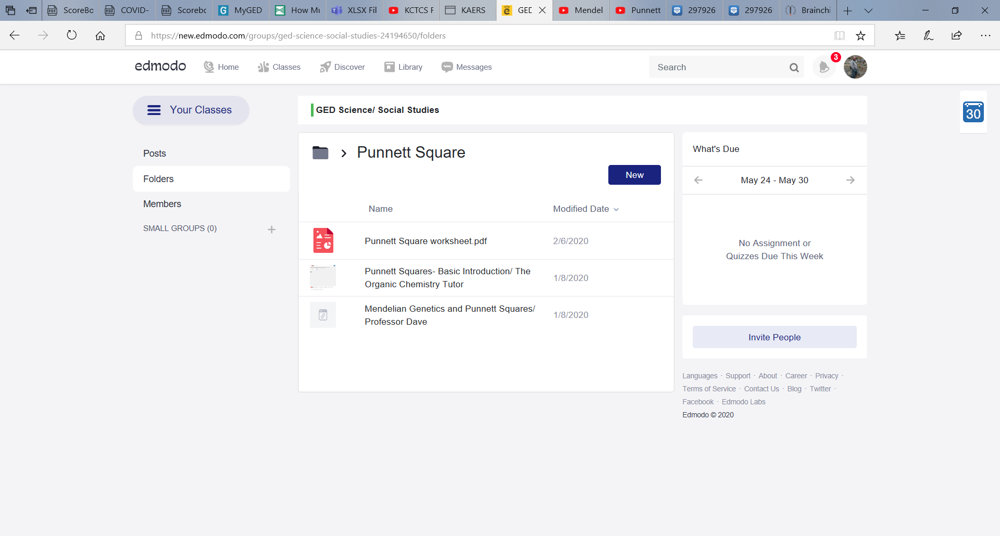 ScoreBo COVID- Scorebo MyGED How Mu XLSX Fil KCTCS F KAERS GED Mendel Punnett 297926 297926 Brainchi
https://new.edmodo.com/groups/ged-science-social-studies-24194650/folders
edmodo Home Classes Discover Library Messages Search 3
Your Classes
GED Science/ Social Studies
30
Posts
Folders
Members
SMALL GROUPS (0)
Punnett Square
New
Name Modified Date
Punnett Square worksheet.pdf 2/6/2020
Punnett Squares- Basic Introduction/ The
Organic Chemistry Tutor 1/8/2020
Mendelian Genetics and Punnett Squares/
Professor Dave 1/8/2020
What's Due
May 24 - May 30
No Assignment or
Quizzes Due This Week
Invite People
Languages · Support · About · Career · Privacy ·
Terms of Service · Contact Us · Blog · Twitter ·
Facebook · Edmodo Labs
Edmodo © 2020